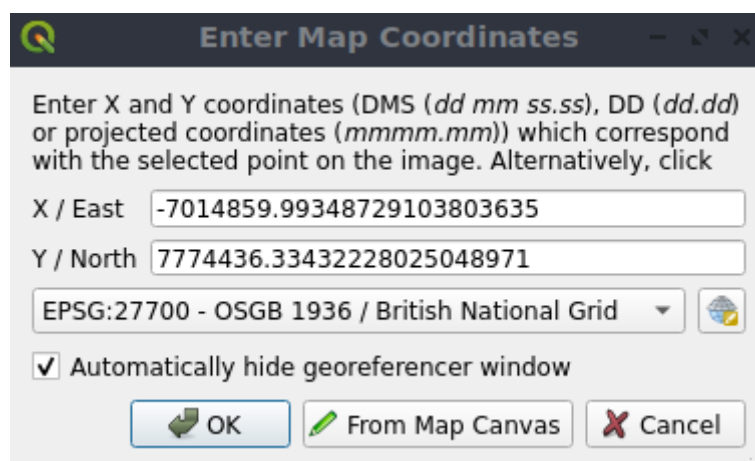 Enter Map Coordinates
Enter X and Y coordinates (DMS (dd mm ss.ss), DD (dd.dd)
or projected coordinates (mmmm.mm)) which correspond
with the selected point on the image. Alternatively, click
X / East -7014859.99348729103803635
Y / North 7774436.33432228025048971
EPSG:27700 - OSGB 1936 / British National Grid
Automatically hide georeferencer window
OK From Map Canvas Cancel